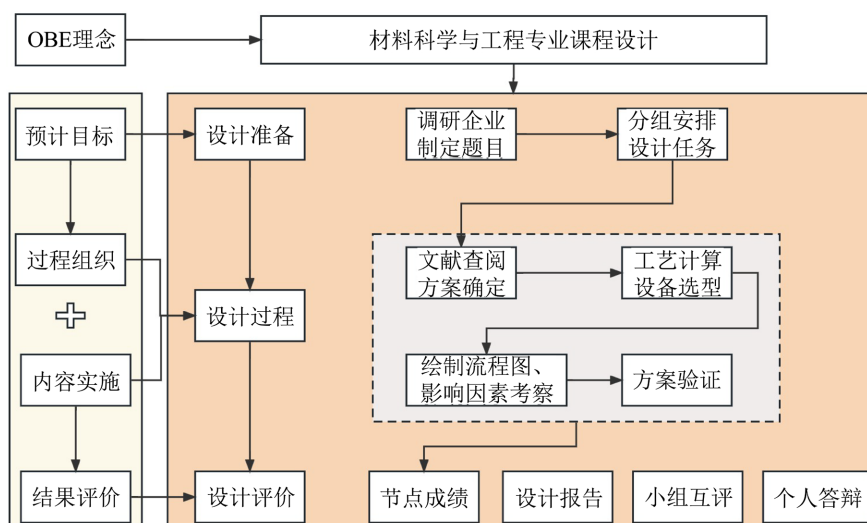 OBE理念
材料科学与工程专业课程设计
预计目标
设计准备
调研企业
制定题目
分组安排
设计任务
过程组织
文献查阅
方案确定
工艺计算
设备选型
设计过程
内容实施
绘制流程图、
影响因素考察
方案验证
结果评价
设计评价
节点成绩
设计报告
小组互评
个人答辩